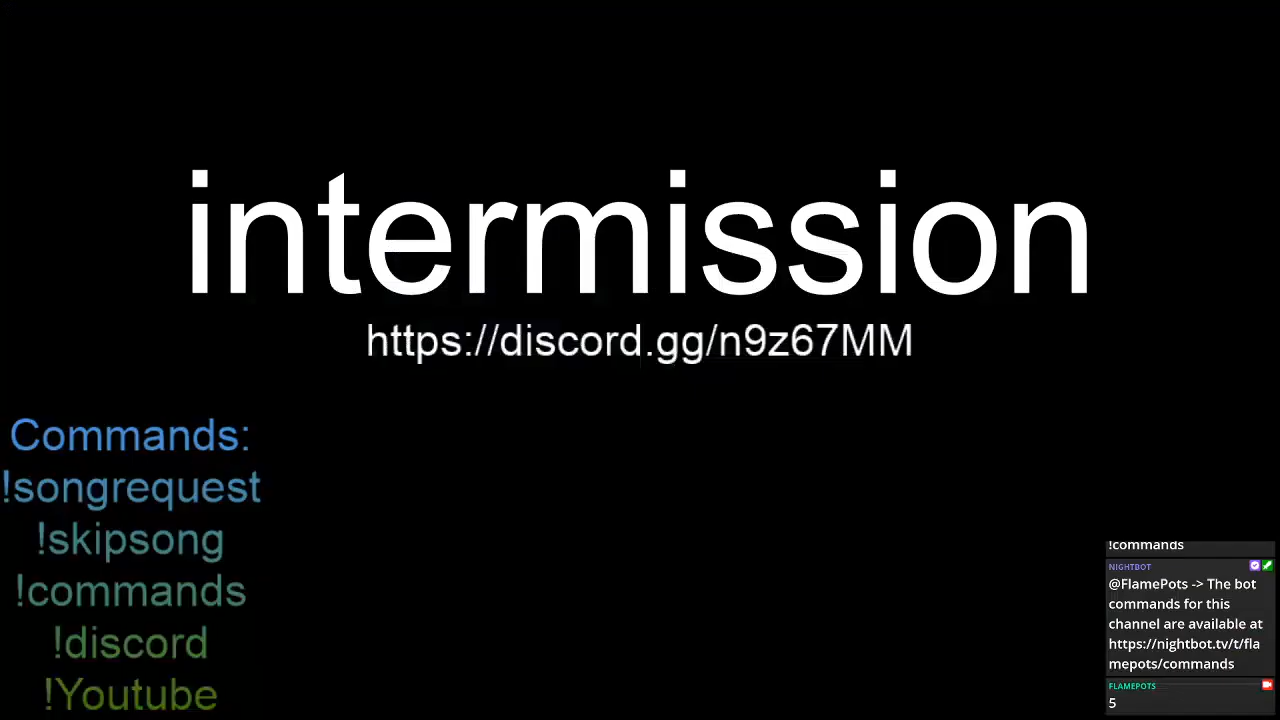 intermission
https://discord.gg/n9z67MM
Commands:
!songrequest
!skipsong
!commands
!discord
!Youtube
!commands
NIGHTBOT
@FlamePots -> The bot
commands for this
channel are available at
https://nightbot.tv/t/fla
mepots/commands
FLAMEPOTS
5